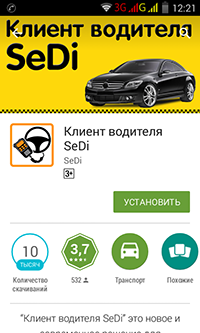 3G G 12:21
Клиент водителя
SeDi
Клиент водителя
SeDi
SeDi
3+
УСТАНОВИТЬ
10
ТЫСЯЧ
3,7
Количество
скачиваний
532
Транспорт
Похожие
"Клиент водителя SeDi" это новое и
современное решение для